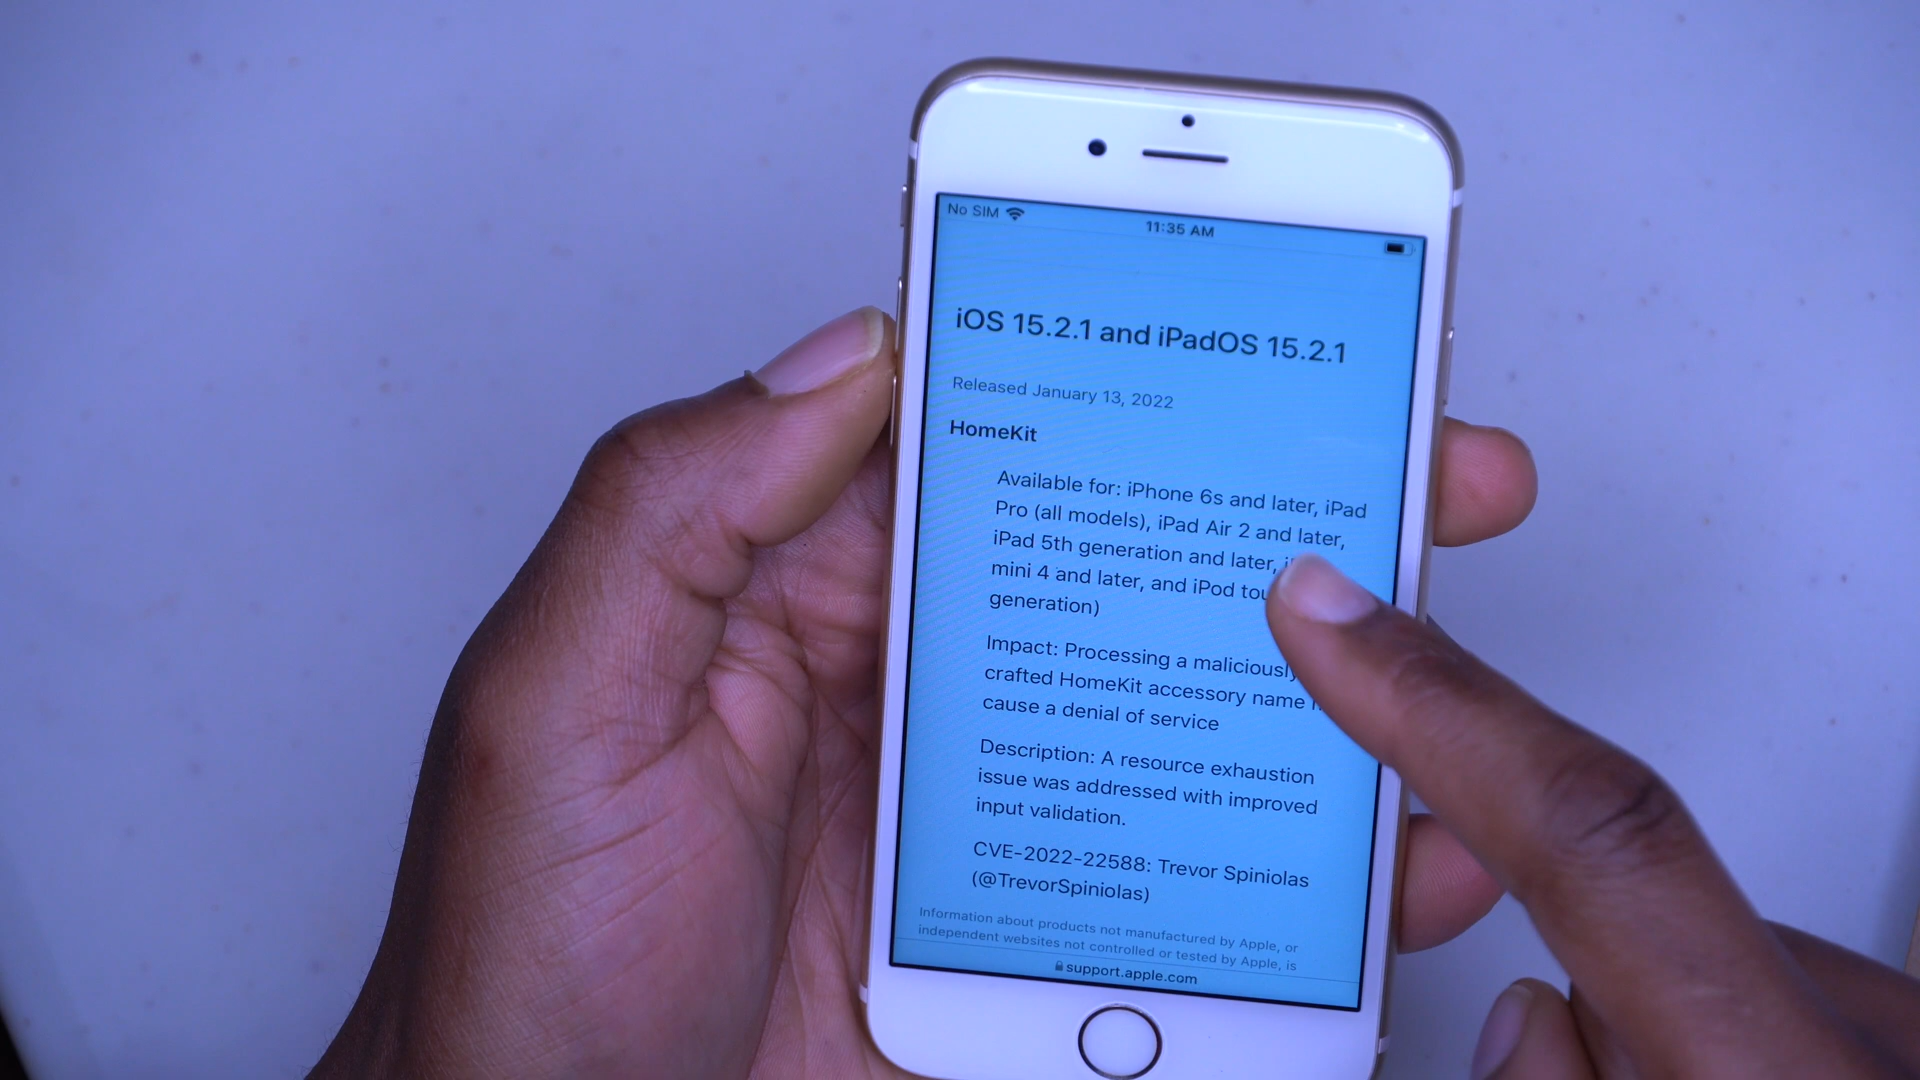 No SIM
11:35 AM
iOS 15.2.1 and iPadOS 15.2.1
Released January 13, 2022
HomeKit
Available for: iPhone 6s and later, iPad
Pro (all models), iPad Air 2 and later,
iPad 5th generation and later,
mini 4 and later, and iPod
generation)
Impact: Processing a maliciously
crafted HomeKit accessory name
cause a denial of service
Description: A resource exhaustion
issue was addressed with improved
input validation.
CVE-2022-22588: Trevor Spiniolas
(@TrevorSpiniolas)
Information about products not manufactured by Apple, or
independent websites not controlled or tested by Apple, is
support.apple.com